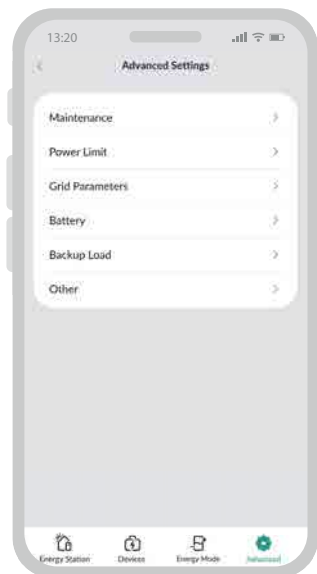 13:20
Advanced Settings
Maintenance
Power Limit
Grid Parameters
Battery
Backup Load
Other
Energy Station Devices Energy Mode Advanced